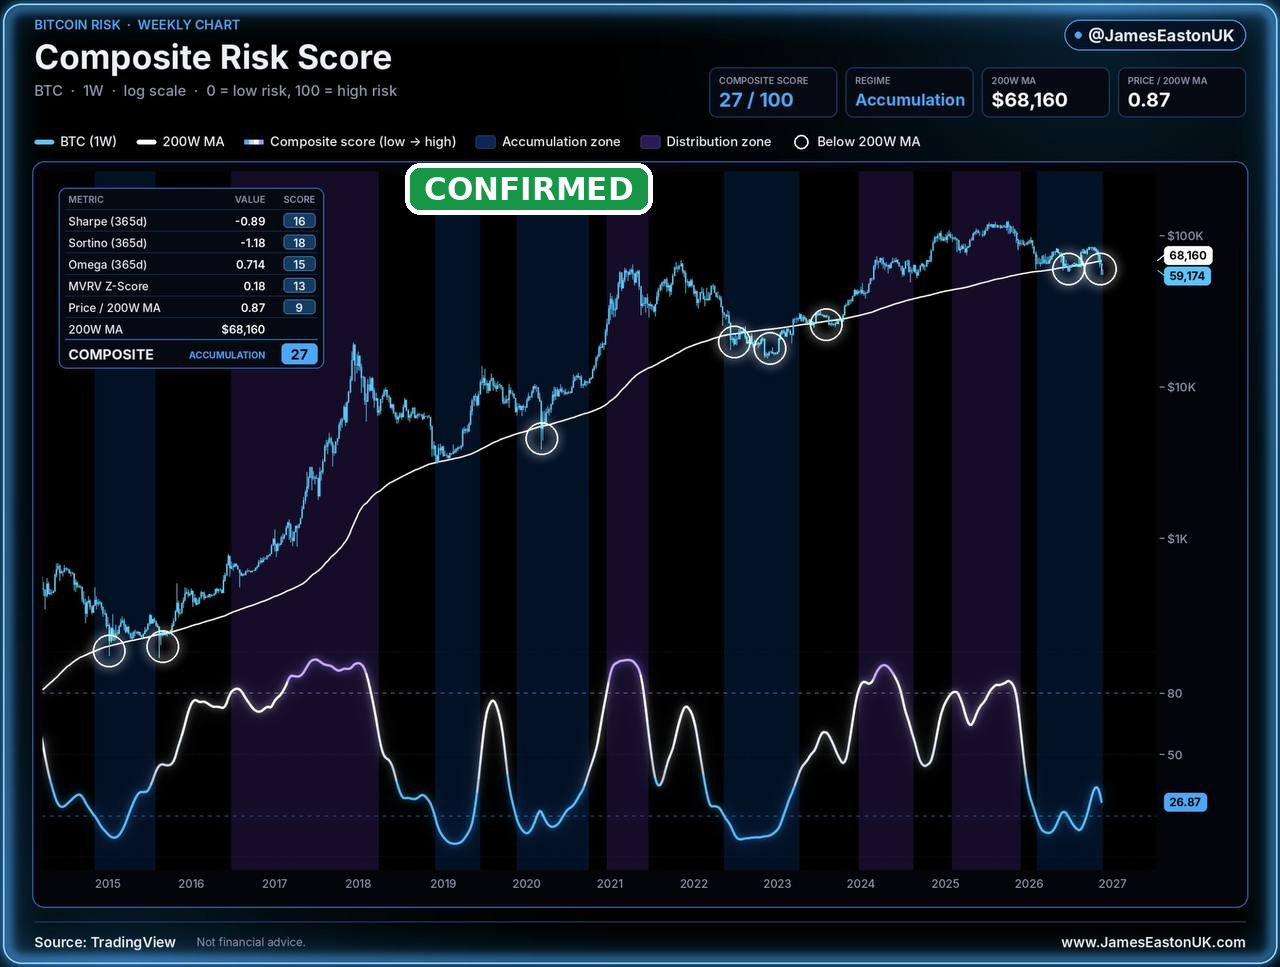 BITCOIN RISK · WEEKLY CHART
@JamesEastonUK
Composite Risk Score
BTC · 1W · log scale · 0 = low risk, 100 = high risk
COMPOSITE SCORE
27 / 100
REGIME
Accumulation
200W MA
$68,160
PRICE / 200W MA
0.87
BTC (1W)
200W MA
Composite score (low → high)
Accumulation zone
Distribution zone
Below 200W MA
CONFIRMED
METRIC VALUE SCORE
Sharpe (365d) -0.89 16
Sortino (365d) -1.18 18
Omega (365d) 0.714 15
MVRV Z-Score 0.18 13
Price / 200W MA 0.87 9
200W MA $68,160
COMPOSITE ACCUMULATION 27
$100K
68,160
59,174
$10K
$1K
80
50
26.87
2015 2016 2017 2018 2019 2020 2021 2022 2023 2024 2025 2026 2027
Source: TradingView
Not financial advice.
www.JamesEastonUK.com